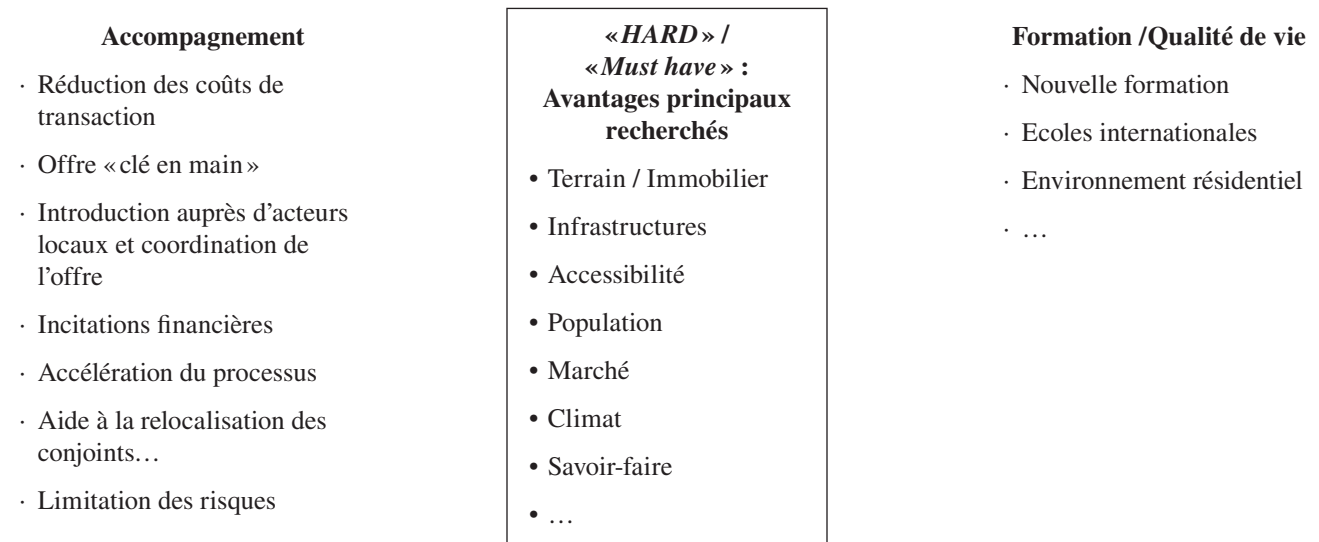 Accompagnement
· Réduction des coûts de
transaction
· Offre « clé en main »
· Introduction auprès d'acteurs
locaux et coordination de
l'offre
· Incitations financières
· Accélération du processus
· Aide à la relocalisation des
conjoints…
· Limitation des risques
« HARD » /
« Must have » :
Avantages principaux
recherchés
• Terrain / Immobilier
• Infrastructures
• Accessibilité
• Population
• Marché
• Climat
• Savoir-faire
• …
Formation /Qualité de vie
· Nouvelle formation
· Ecoles internationales
· Environnement résidentiel
· …